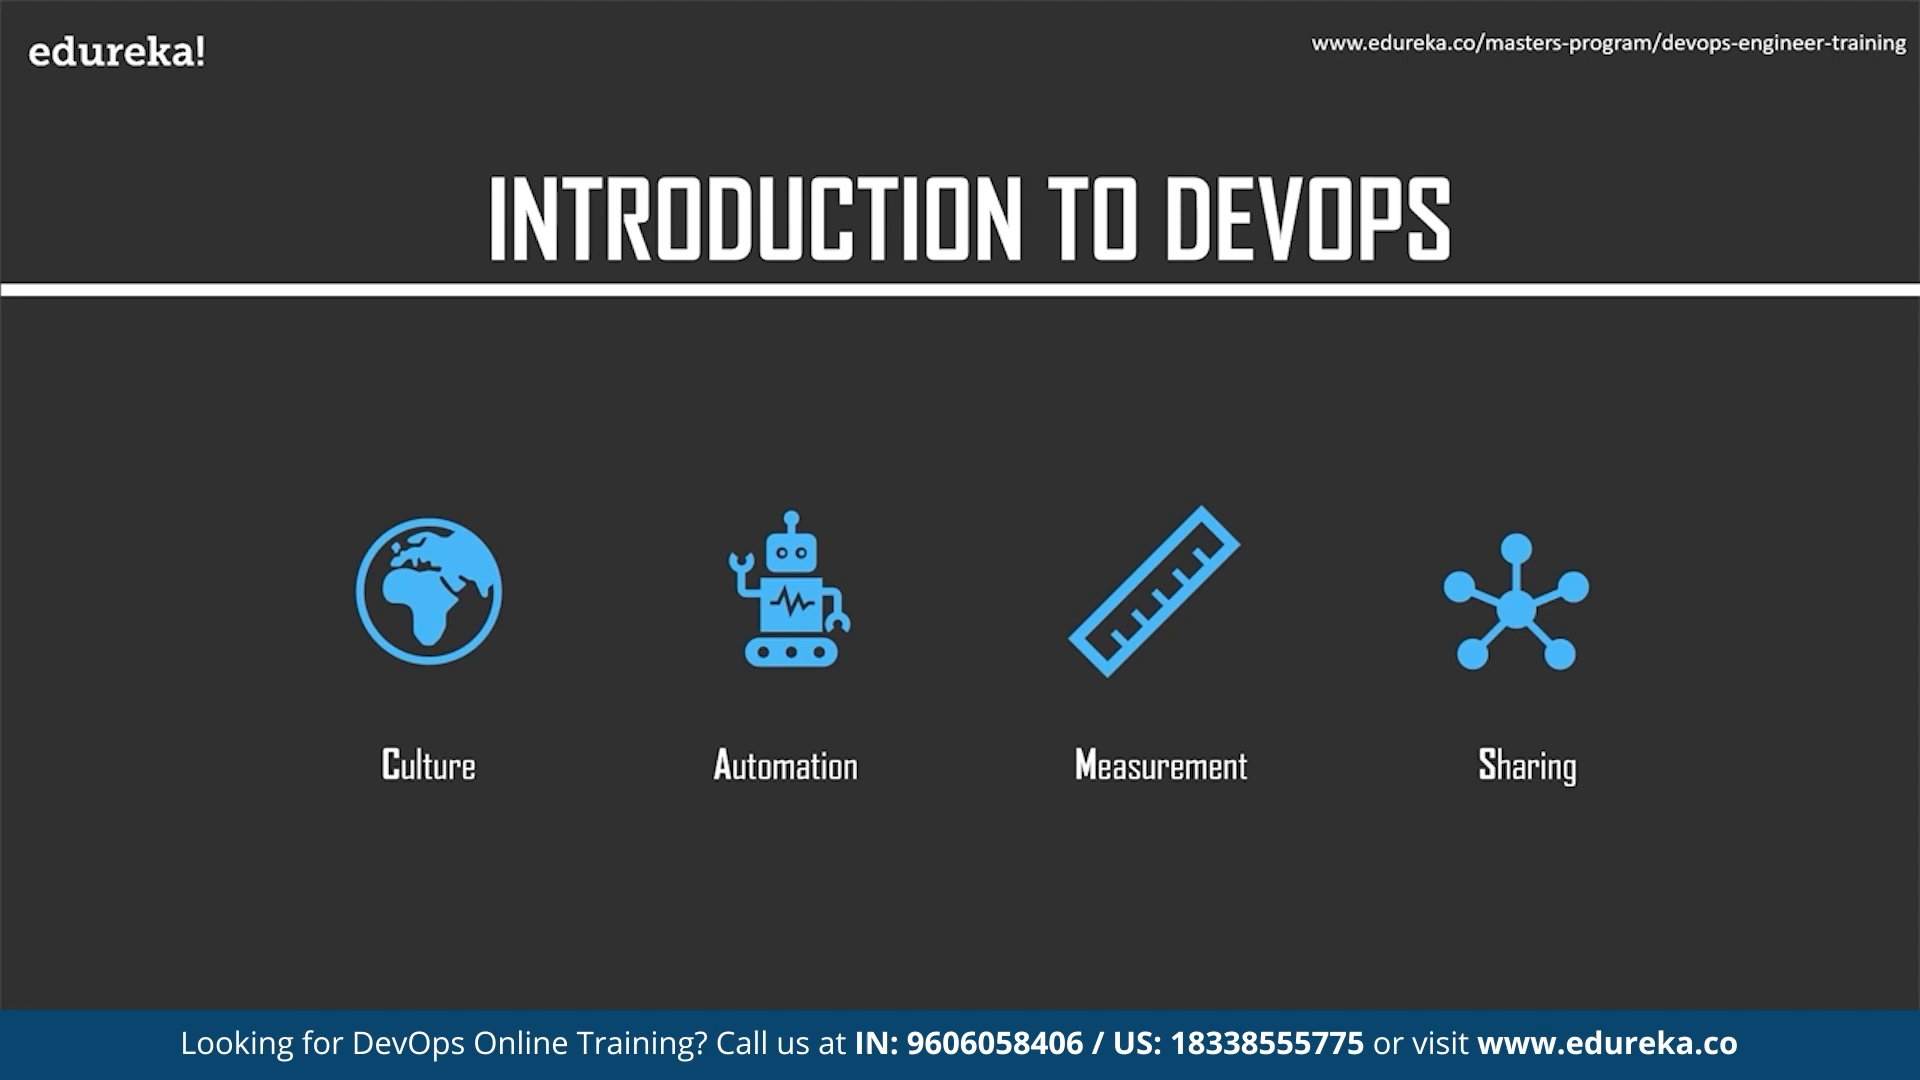 edureka!
www.edureka.co/masters-program/devops-engineer-training
INTRODUCTION TO DEVOPS
Culture
Automation
Measurement
Sharing
Looking for DevOps Online Training? Call us at IN: 9606058406 / US: 18338555775 or visit www.edureka.co